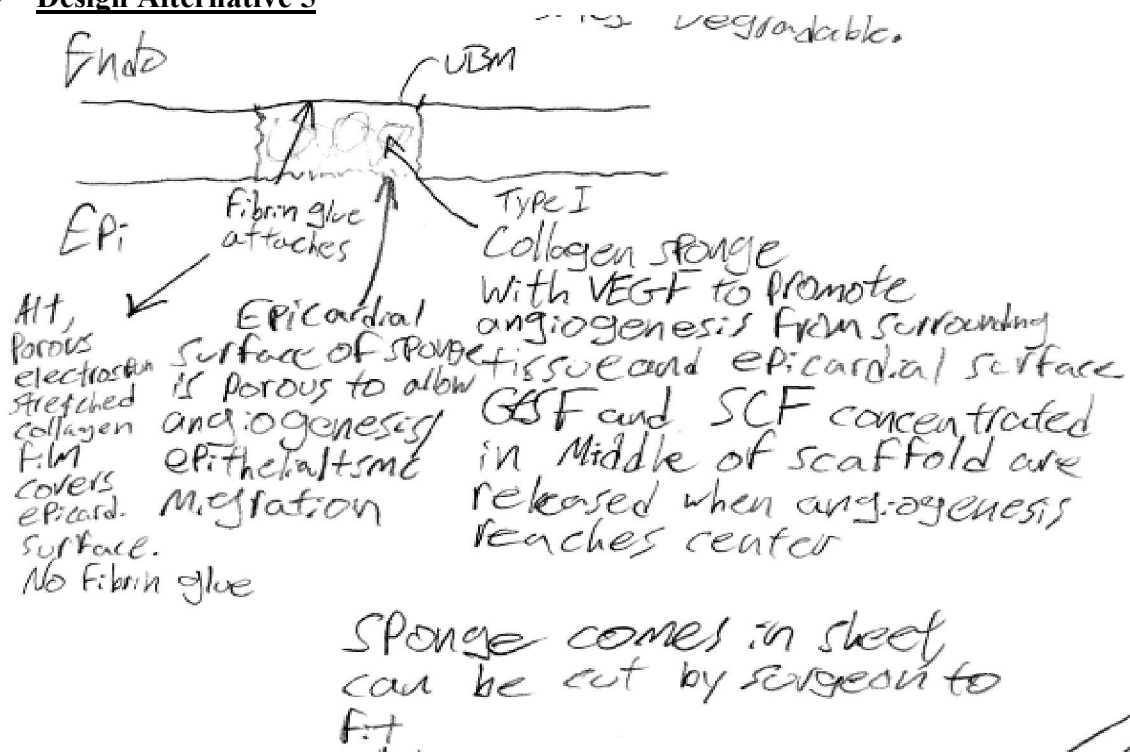 Design Alternative 3
Degradable.
Endo
UBM
Epi
Fibrin glue
attaches
Type I
Collagen sponge
with VEGF to promote
angiogenesis from surrounding
tissue and epicardial surface
GCSF and SCF concentrated
in Middle of scaffold are
released when angiogenesis
reaches center
Epicardial
surface of sponge
is porous to allow
angiogenesis/
epithelial+smc
Migration
Alt,
Porous
electrospun
stretched
collagen
film
covers
epicard.
surface.
No Fibrin glue
Sponge comes in sheet,
can be cut by surgeon to
fit